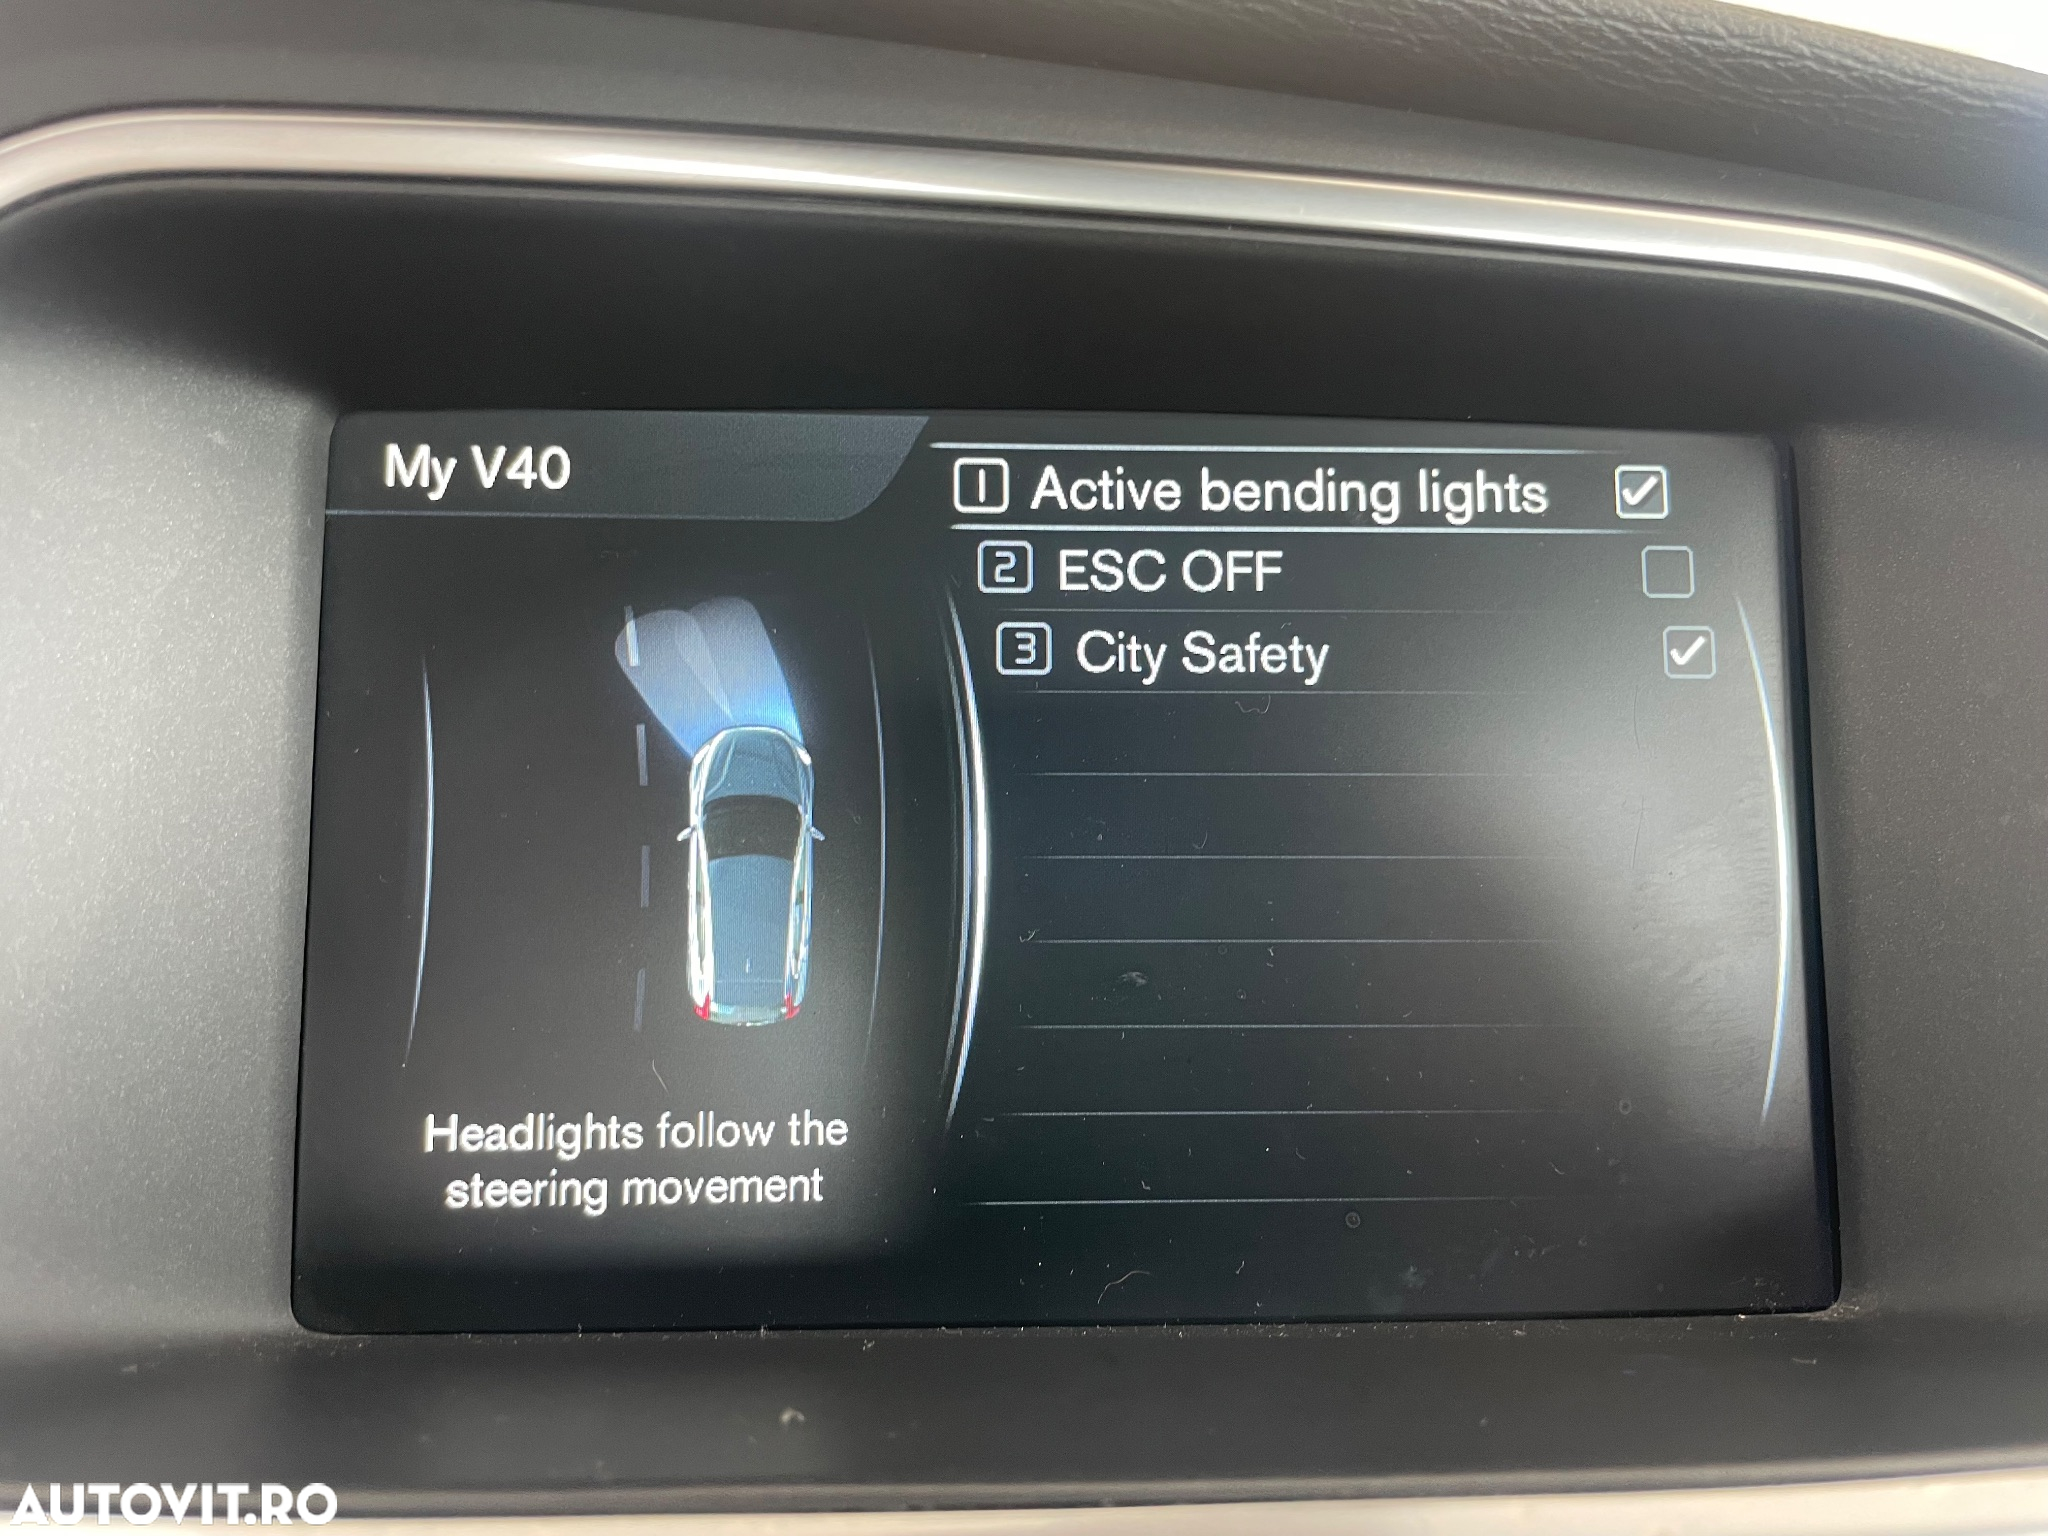 My V40
1 Active bending lights
2 ESC OFF
3 City Safety
Headlights follow the
steering movement
AUTOVIT.RO